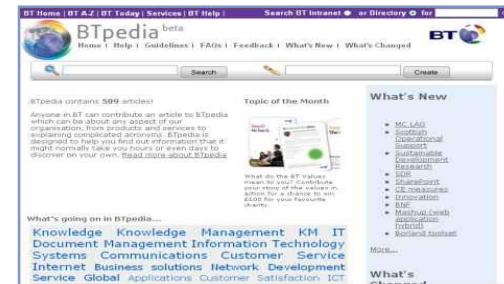 BT Home | BT A-Z | BT Today | Services | BT Help | Search BT Intranet or Directory for
BTpedia beta
BT
Home | Help | Guidelines | FAQs | Feedback | What's New | What's Changed
Search
Create
BTpedia contains 589 articles!
Anyone in BT can contribute an article to BTpedia
which can be about any aspect of our
organisation, from products and services to
explaining complicated acronyms. BTpedia is
designed to help you find out information that it
might normally take you hours or even days to
discover on your own. Read more about BTpedia
Topic of the Month
What do the BT Values
mean to you? Contribute
your story of the values in
action for a chance to win
£100 for your favourite
charity.
What's New
MC LAG
Scottish
Operational
Support
Sustainable
Development
Research
SDR
SharePoint
CE measures
Innovation
BNF
Mashup (web
application
hybrid)
Borland toolset
More...
What's
Changed
What's going on in BTpedia....
Knowledge Knowledge Management KM IT
Document Management Information Technology
Systems Communications Customer Service
Internet Business solutions Network Development
Service Global Applications Customer Satisfaction ICT